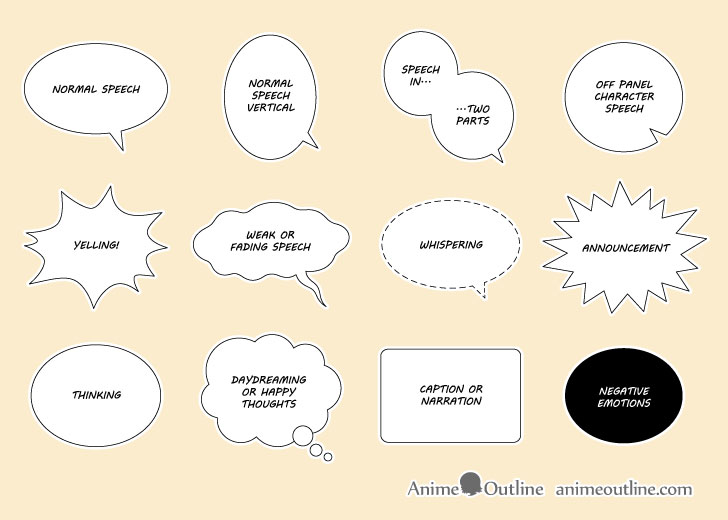 NORMAL SPEECH
NORMAL
SPEECH
VERTICAL
SPEECH
IN...
...TWO
PARTS
OFF PANEL
CHARACTER
SPEECH
YELLING!
WEAK OR
FADING SPEECH
WHISPERING
ANNOUNCEMENT
THINKING
DAYDREAMING
OR HAPPY
THOUGHTS
CAPTION OR
NARRATION
NEGATIVE
EMOTIONS
Anime Outline animeoutline.com